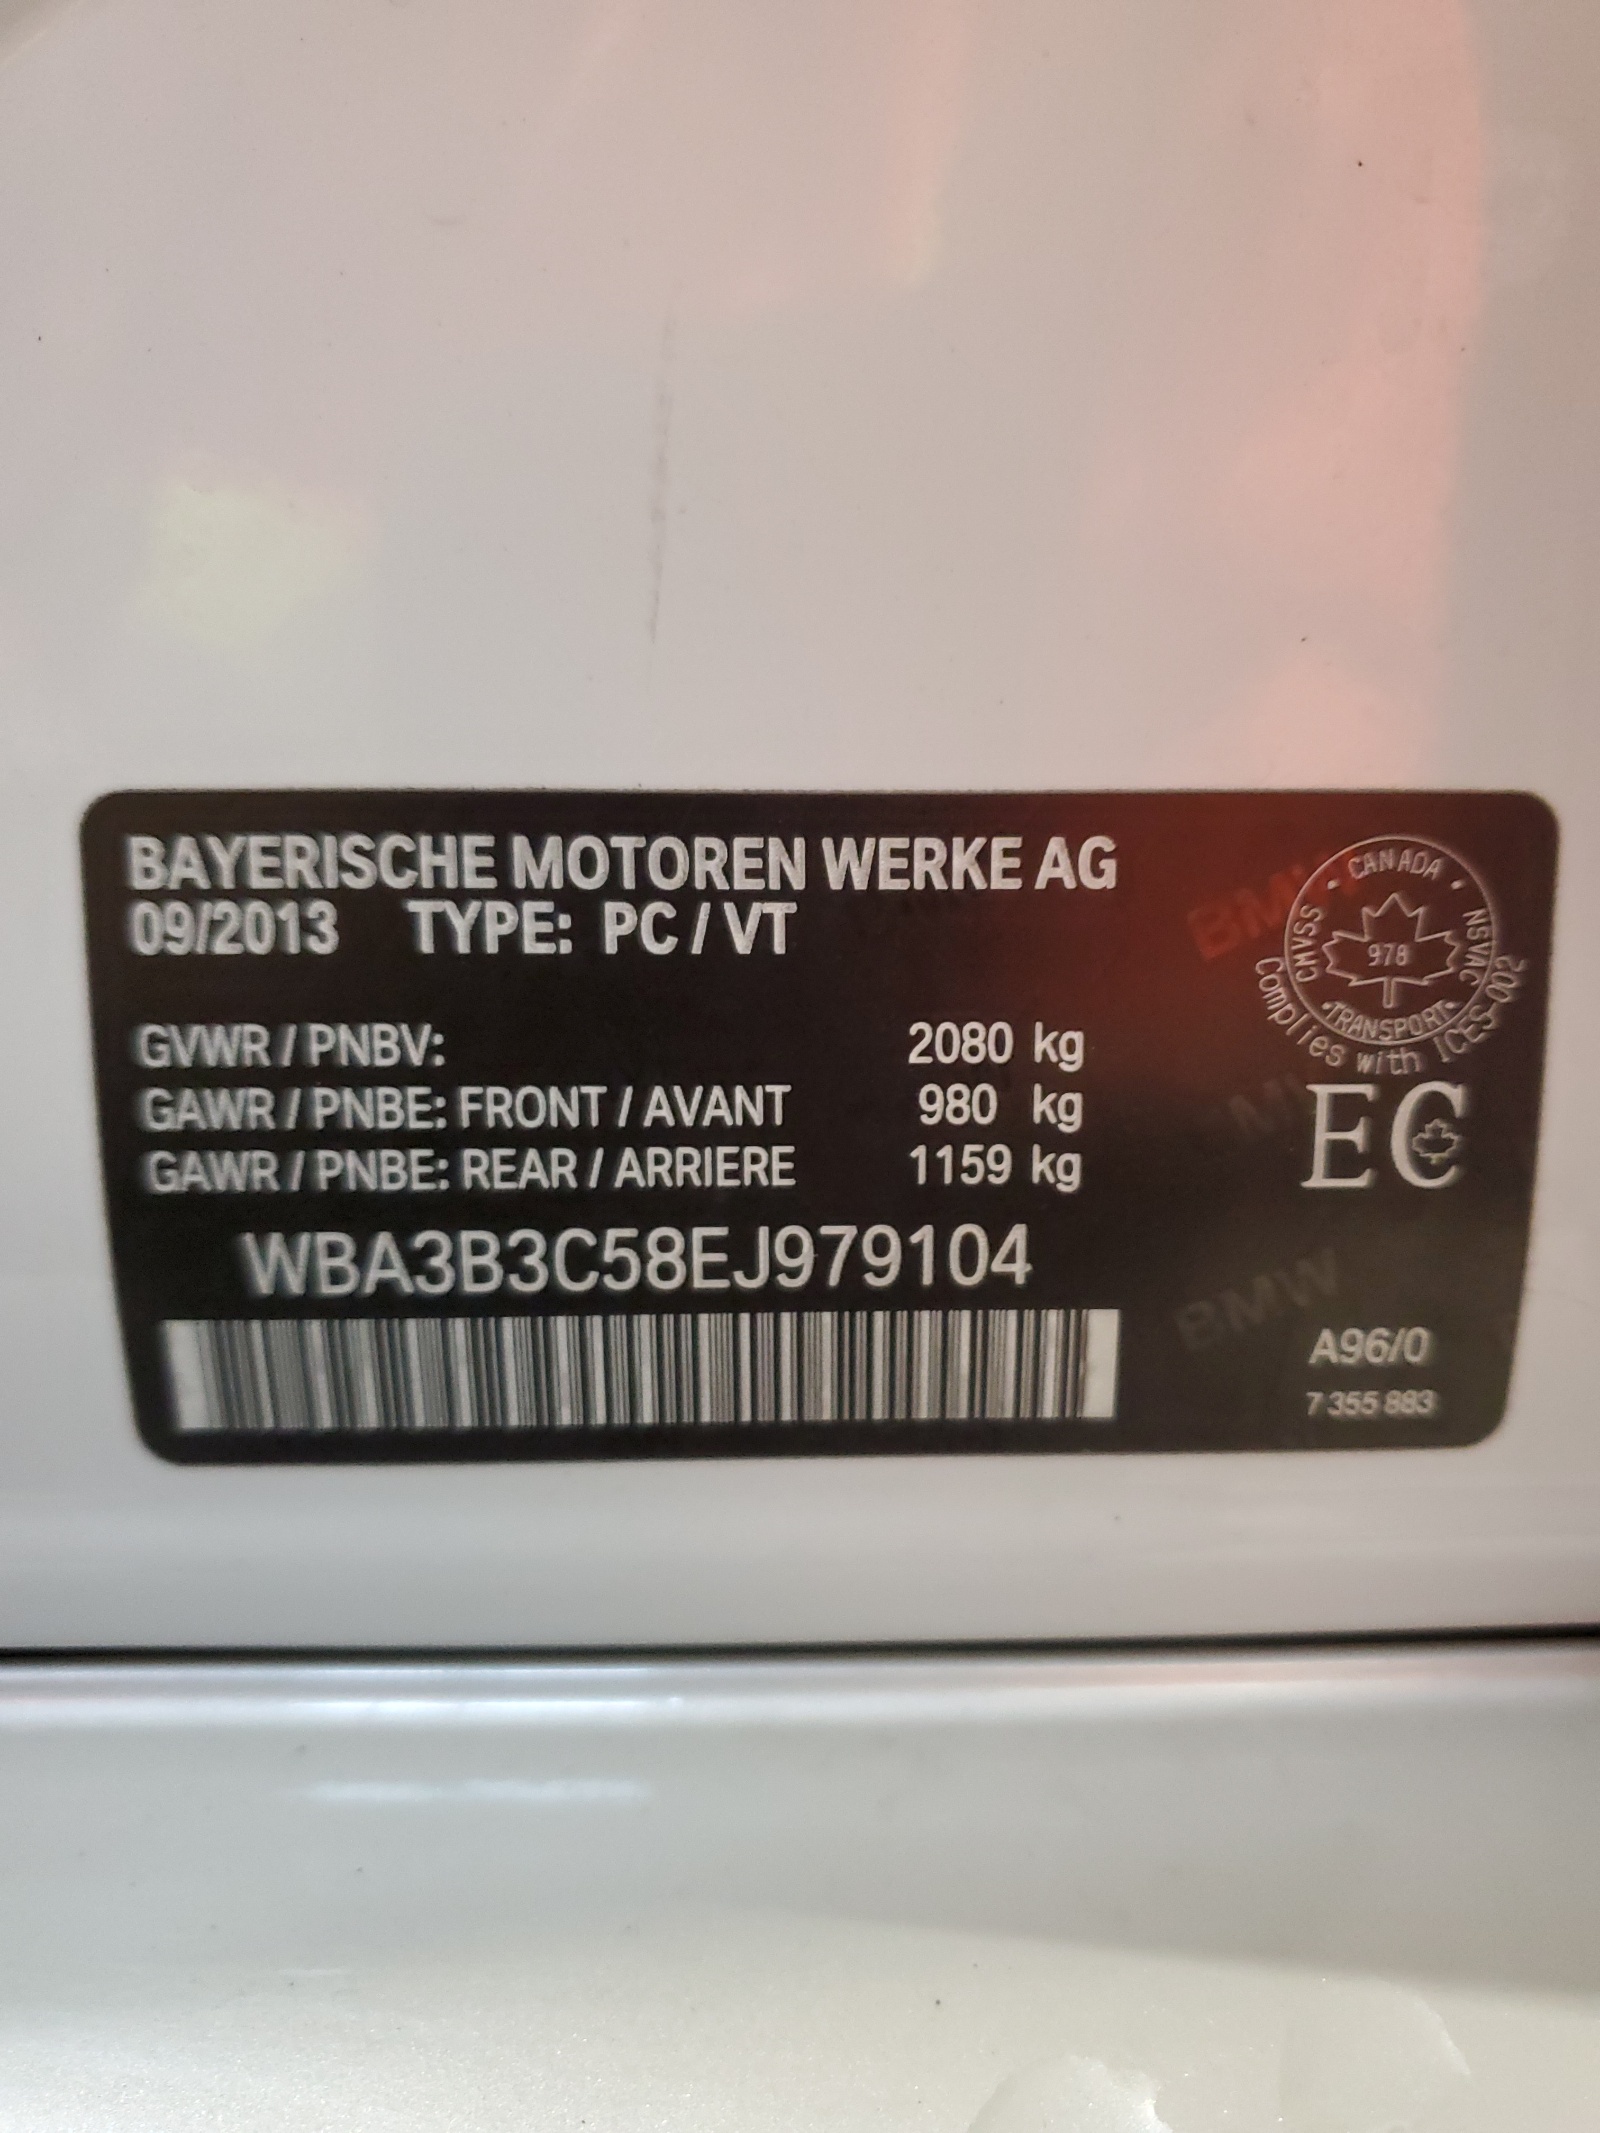 BAYERISCHE MOTOREN WERKE AG
09/2013 TYPE: PC / VT
GVWR / PNBV: 2080 kg
GAWR / PNBE: FRONT / AVANT 980 kg
GAWR / PNBE: REAR / ARRIERE 1159 kg
WBA3B3C58EJ979104
CANADA
CMVSS
978
NSVAC
TRANSPORT
Complies with ICES-002
EC
BMW
BMW
A96/0
7 355 883